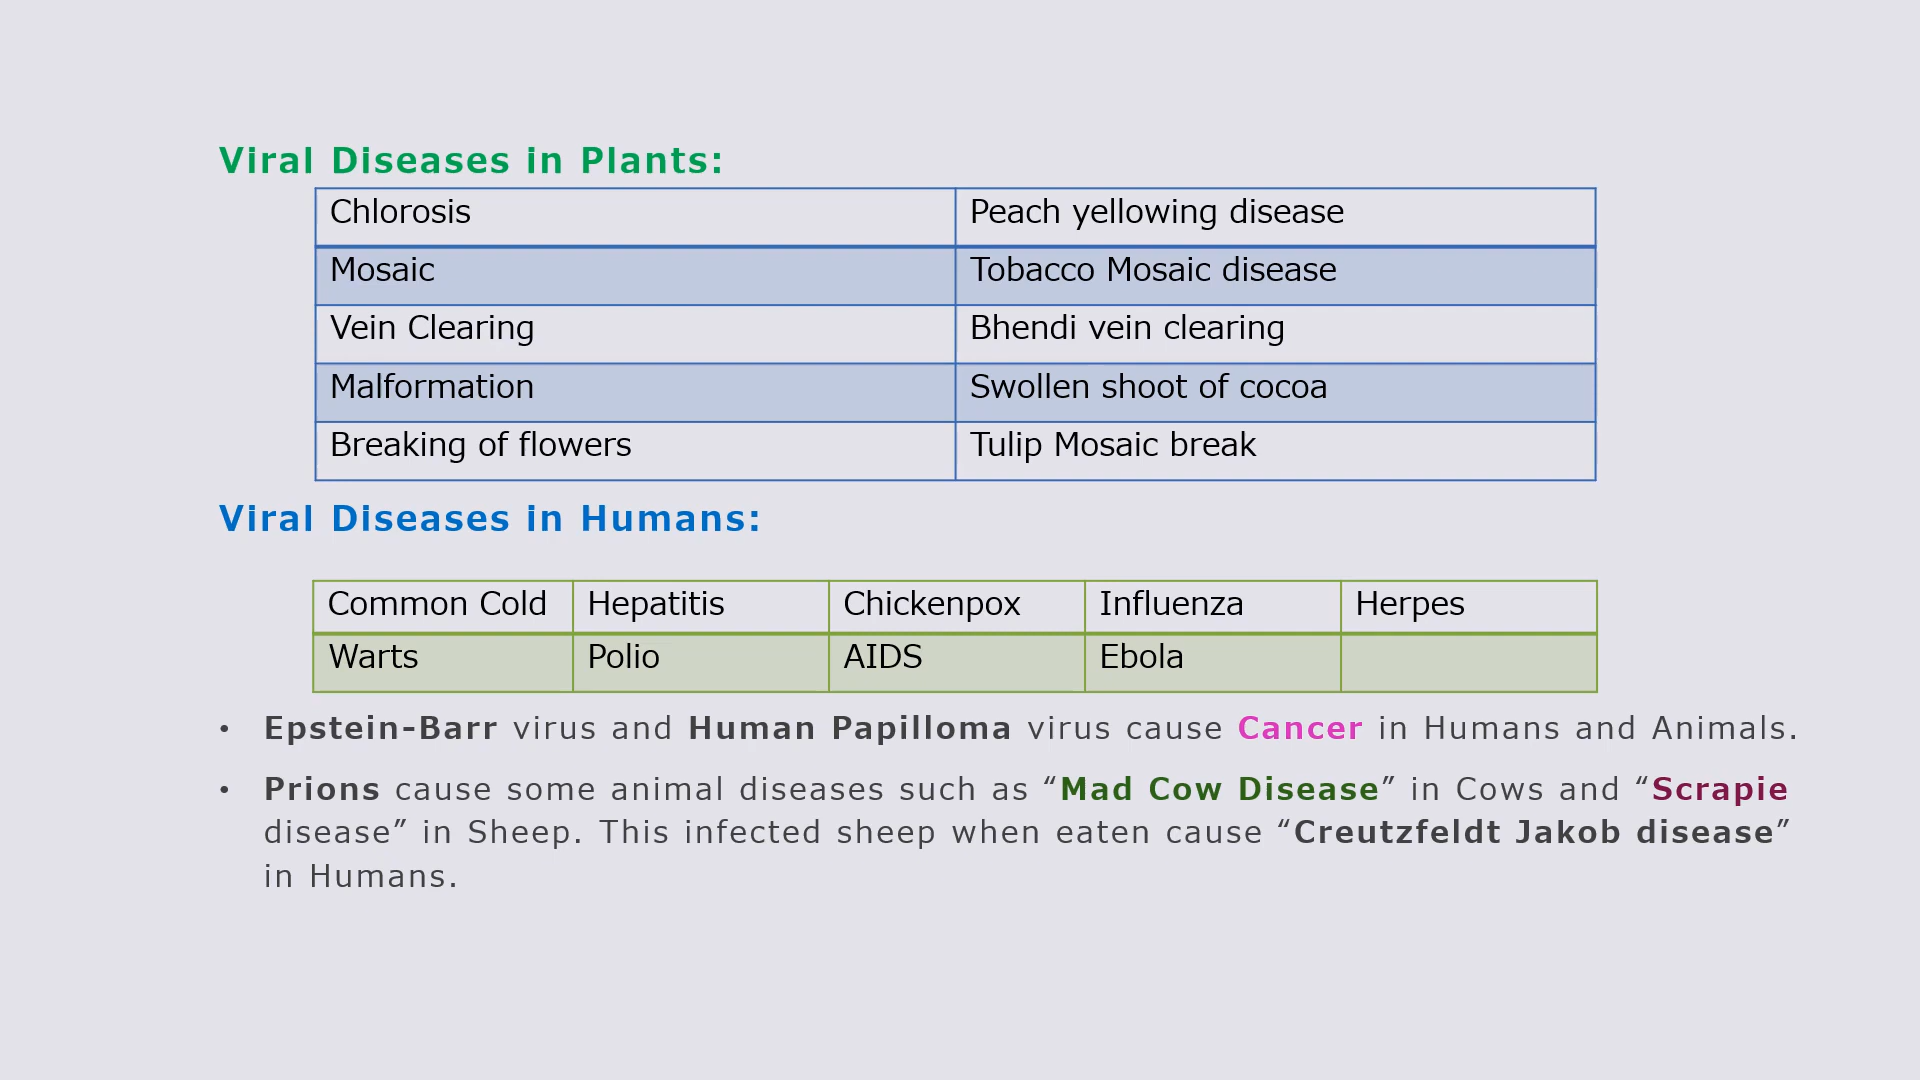 Viral Diseases in Plants:
Chlorosis Peach yellowing disease
Mosaic Tobacco Mosaic disease
Vein Clearing Bhendi vein clearing
Malformation Swollen shoot of cocoa
Breaking of flowers Tulip Mosaic break
Viral Diseases in Humans:
Common Cold Hepatitis Chickenpox Influenza Herpes
Warts Polio AIDS Ebola
• Epstein-Barr virus and Human Papilloma virus cause Cancer in Humans and Animals.
• Prions cause some animal diseases such as “Mad Cow Disease” in Cows and “Scrapie
disease” in Sheep. This infected sheep when eaten cause “Creutzfeldt Jakob disease”
in Humans.